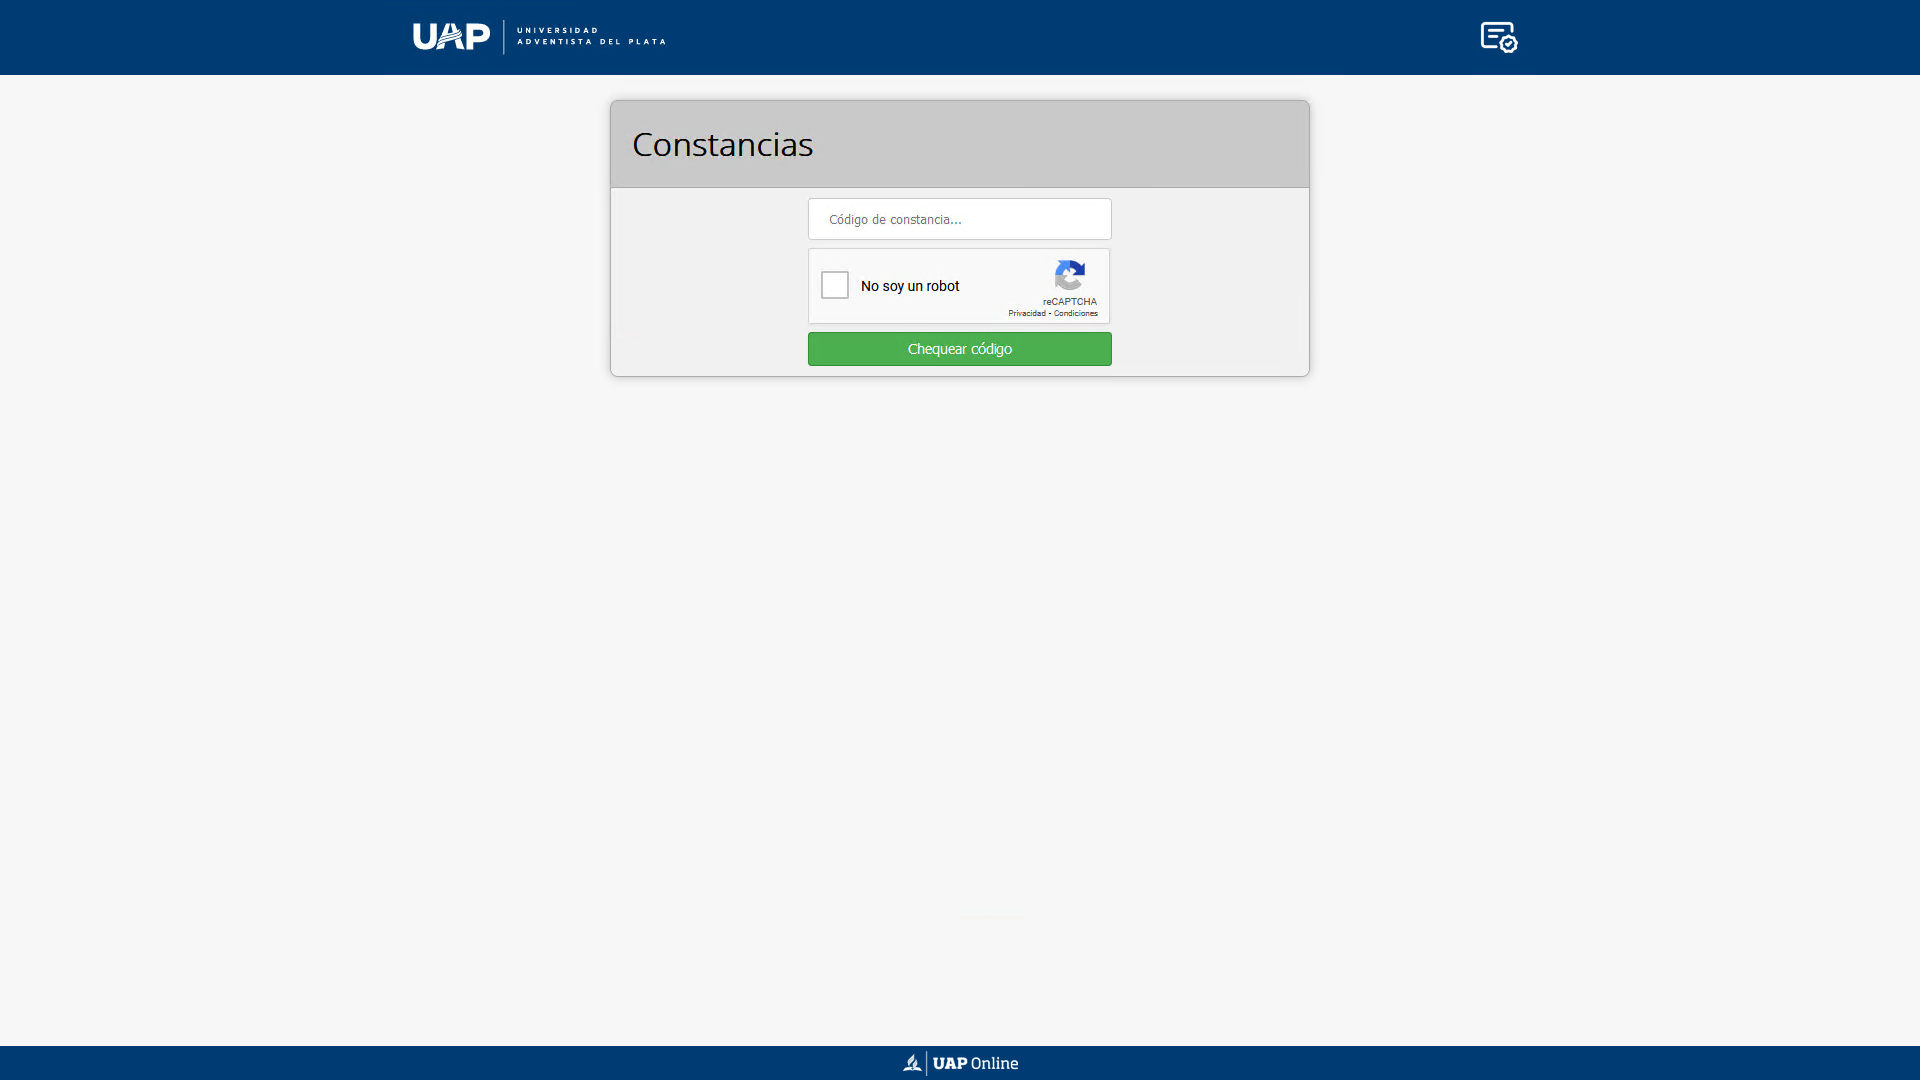 UAP
UNIVERSIDAD
ADVENTISTA DEL PLATA
Constancias
Código de constancia...
No soy un robot
reCAPTCHA
Privacidad - Condiciones
Chequear código
UAP Online